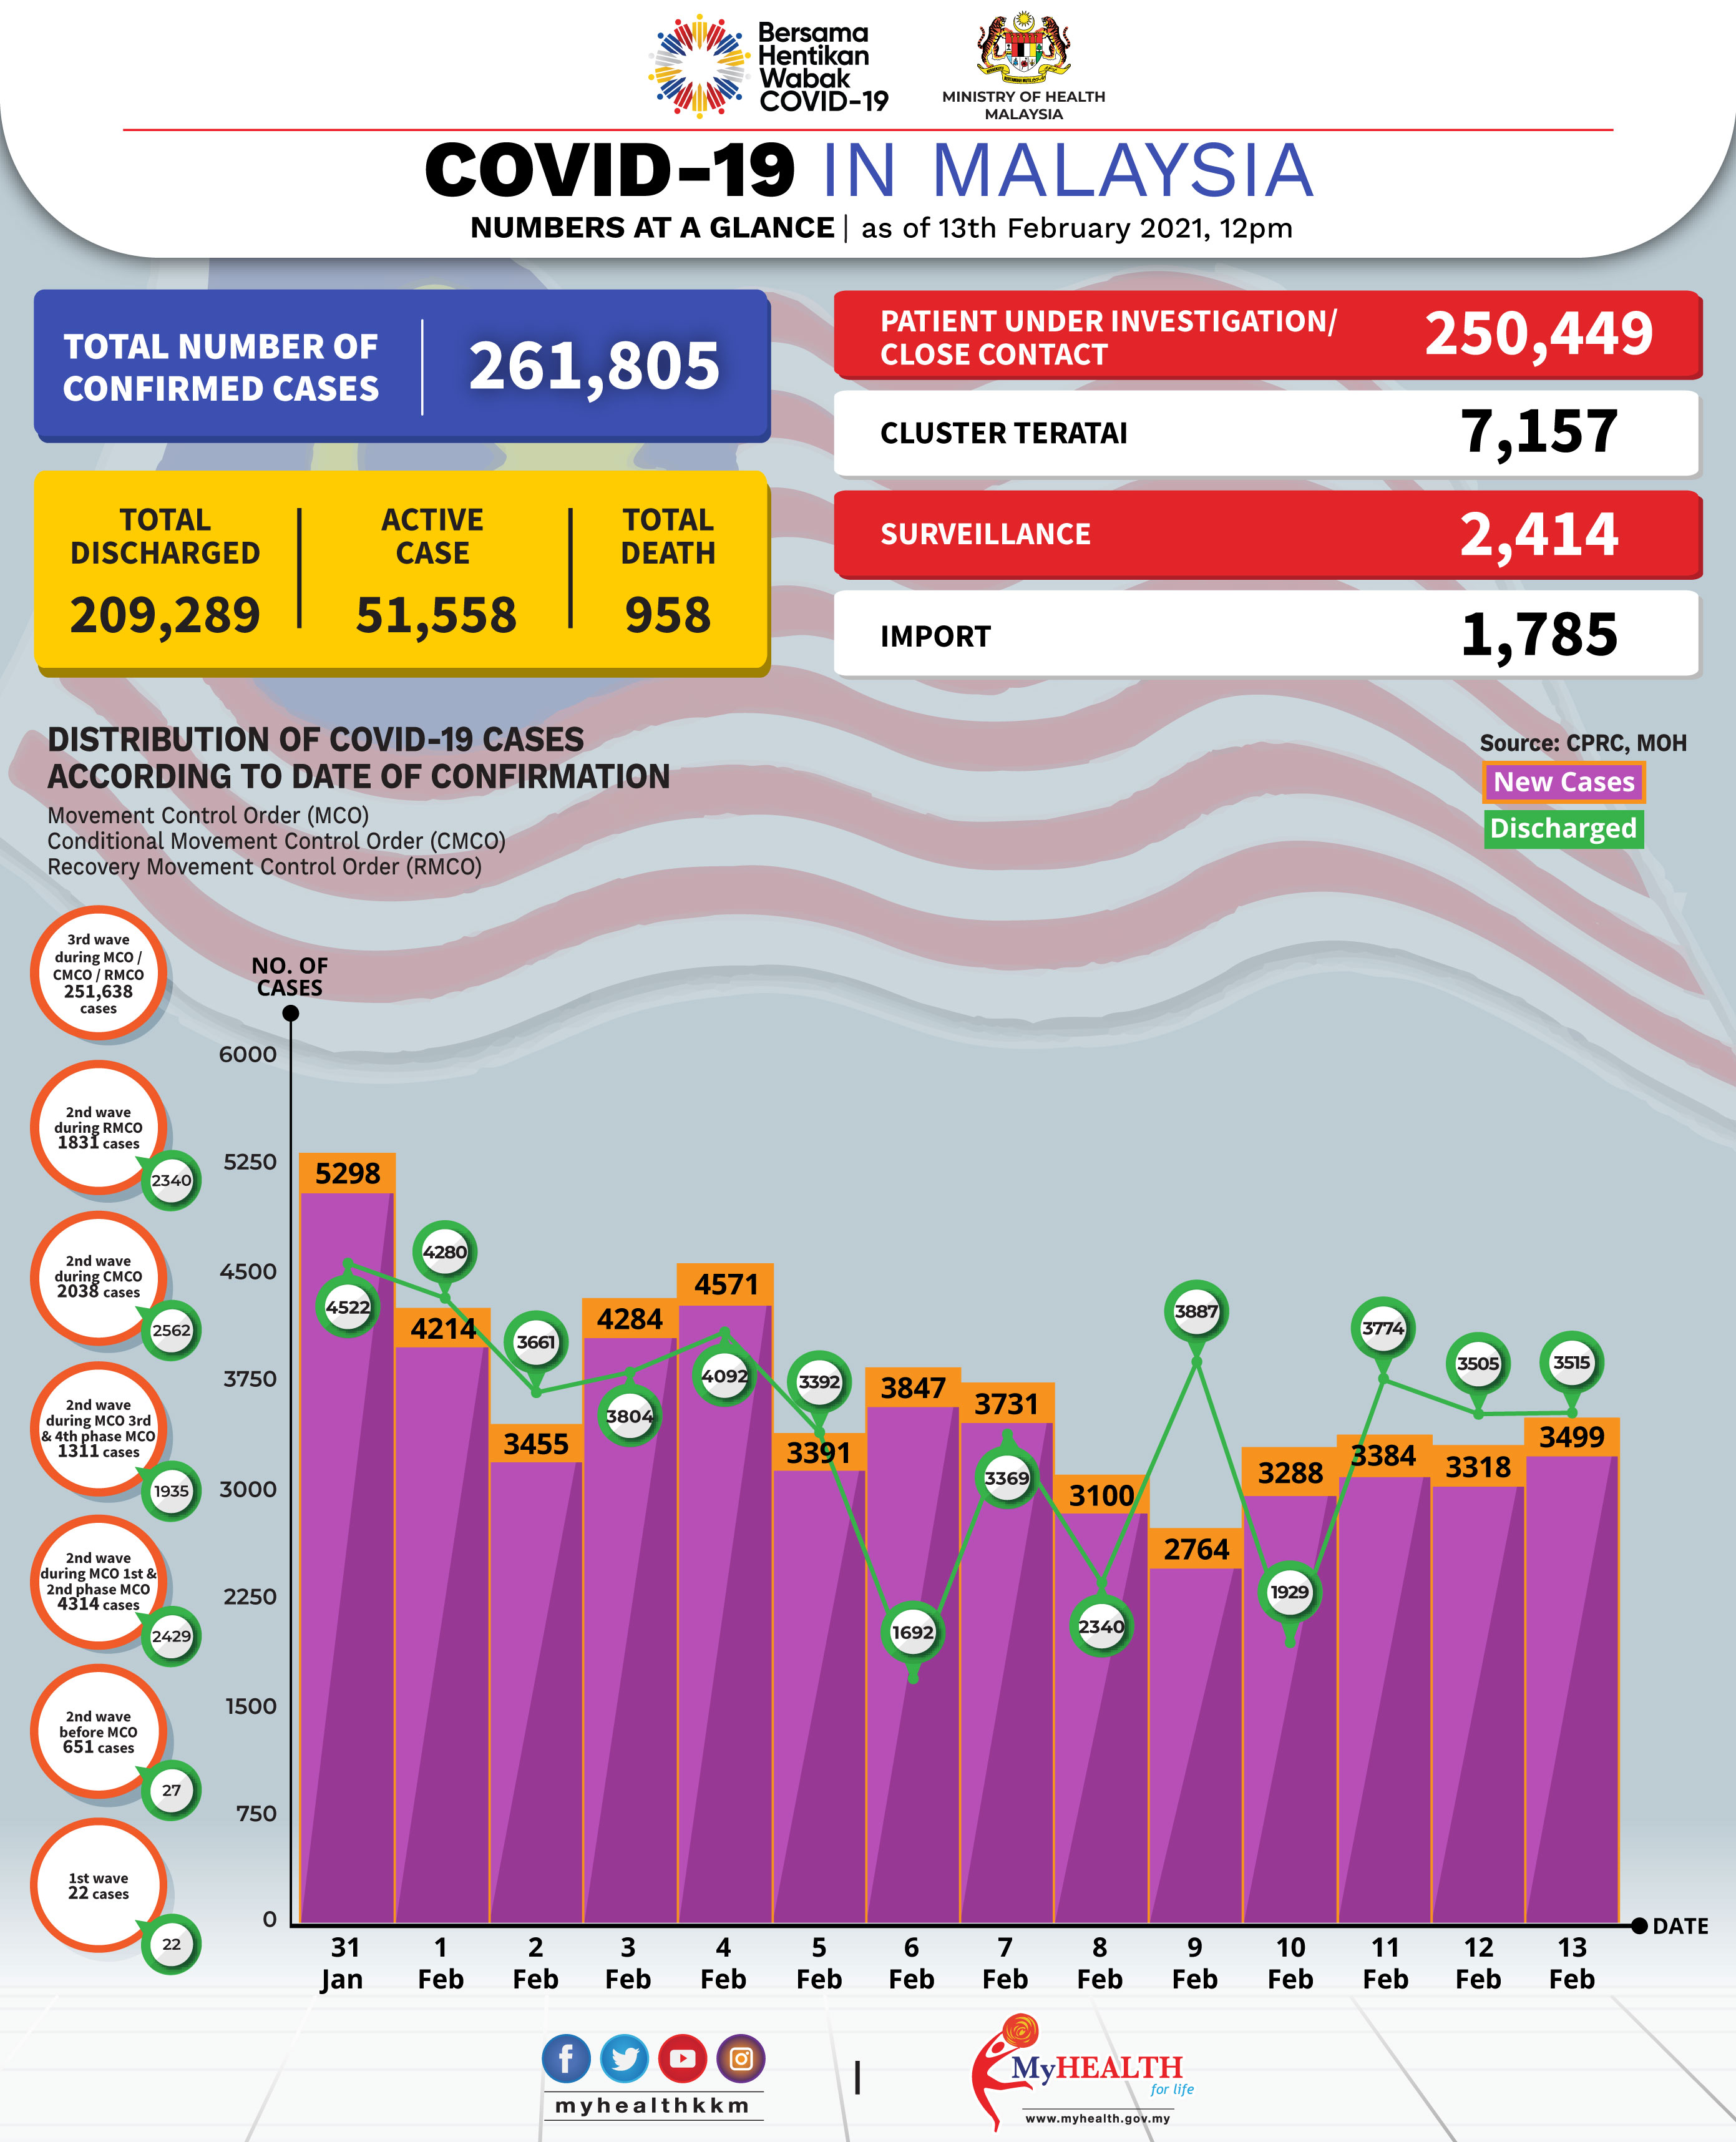 Bersama
Hentikan
Wabak
COVID-19
MINISTRY OF HEALTH
MALAYSIA
COVID-19 IN MALAYSIA
NUMBERS AT A GLANCE | as of 13th February 2021, 12pm
TOTAL NUMBER OF
CONFIRMED CASES
261,805
TOTAL
DISCHARGED
209,289
ACTIVE
CASE
51,558
TOTAL
DEATH
958
PATIENT UNDER INVESTIGATION/
CLOSE CONTACT
250,449
CLUSTER TERATAI
7,157
SURVEILLANCE
2,414
IMPORT
1,785
DISTRIBUTION OF COVID-19 CASES
ACCORDING TO DATE OF CONFIRMATION
Movement Control Order (MCO)
Conditional Movement Control Order (CMCO)
Recovery Movement Control Order (RMCO)
Source: CPRC, MOH
New Cases
Discharged
3rd wave
during MCO /
CMCO / RMCO
251,638
cases
2nd wave
during RMCO
1831 cases
2340
2nd wave
during CMCO
2038 cases
2562
2nd wave
during MCO 3rd
& 4th phase MCO
1311 cases
1935
2nd wave
during MCO 1st &
2nd phase MCO
4314 cases
2429
2nd wave
before MCO
651 cases
27
1st wave
22 cases
22
NO. OF
CASES
6000
5250
4500
3750
3000
2250
1500
750
0
5298
4214
3455
4284
4571
3391
3847
3731
3100
2764
3288
3384
3318
3499
4522
4280
3661
3804
4092
3392
1692
3369
2340
3887
1929
3774
3505
3515
31 Jan
1 Feb
2 Feb
3 Feb
4 Feb
5 Feb
6 Feb
7 Feb
8 Feb
9 Feb
10 Feb
11 Feb
12 Feb
13 Feb
DATE
myhealthkkm
MyHEALTH
for life
www.myhealth.gov.my